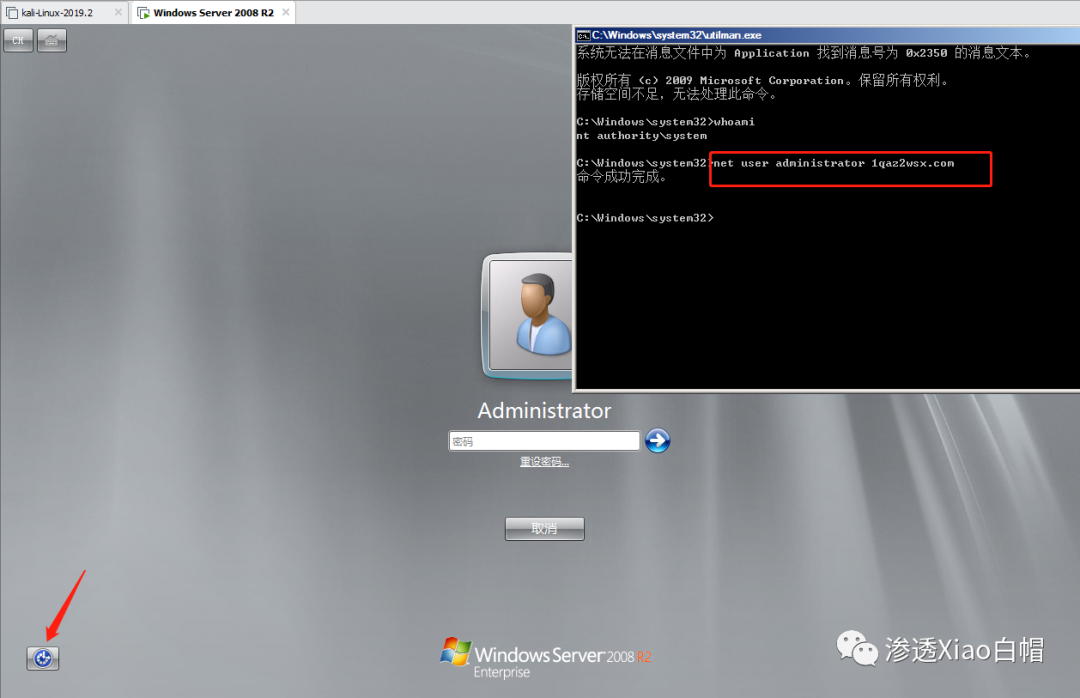 kali-Linux-2019.2
Windows Server 2008 R2
CH
C:\Windows\system32\utilman.exe
系统无法在消息文件中为 Application 找到消息号为 0x2350 的消息文本。
版权所有 (c) 2009 Microsoft Corporation。保留所有权利。
存储空间不足，无法处理此命令。
C:\Windows\system32>whoami
nt authority\system
C:\Windows\system32>net user administrator 1qaz2wsx.com
命令成功完成。
C:\Windows\system32>
Administrator
密码
重设密码...
取消
Windows Server 2008 R2
Enterprise
渗透Xiao白帽